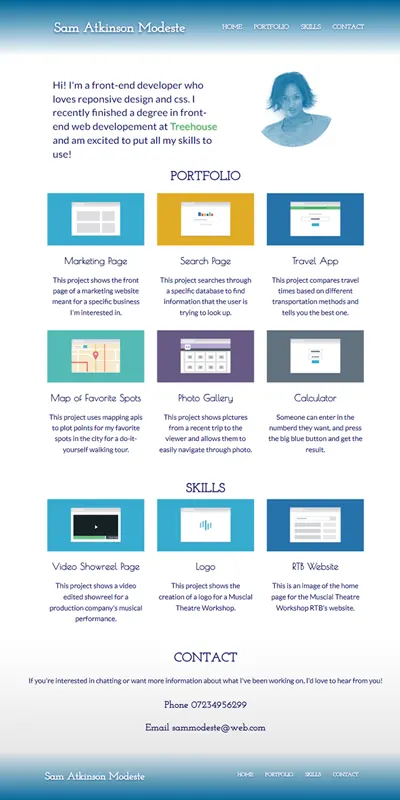 Sam Atkinson Modeste
HOME PORTFOLIO SKILLS CONTACT
Hi! I'm a front-end developer who
loves reponsive design and css. I
recently finished a degree in front-
end web developement at Treehouse
and am excited to put all my skills to
use!
PORTFOLIO
Marketing Page
This project shows the front
page of a marketing website
meant for a specific business
I'm interested in.
Search Page
This project searches through
a specific database to find
information that the user is
trying to look up.
Travel App
This project compares travel
times based on different
transportation methods and
tells you the best one.
Map of Favorite Spots
This project uses mapping apis
to plot points for my favorite
spots in the city for a do-it-
yourself walking tour.
Photo Gallery
This project shows pictures
from a recent trip to the
viewer and allows them to
easily navigate through photo.
Calculator
Someone can enter in the
numberd they want, and press
the big blue button and get the
result.
SKILLS
Video Showreel Page
This project shows a video
edited showreel for a
production company's musical
performance.
Logo
This project shows the
creation of a logo for a Muscial
Theatre Workshop.
RTB Website
This is an image of the home
page for the Muscial Theatre
Workshop RTB's website.
CONTACT
If you're interested in chatting or want more information about what I've been working on, I'd love to hear from you!
Phone 07234956299
Email sammodeste@web.com
Sam Atkinson Modeste
HOME PORTFOLIO SKILLS CONTACT